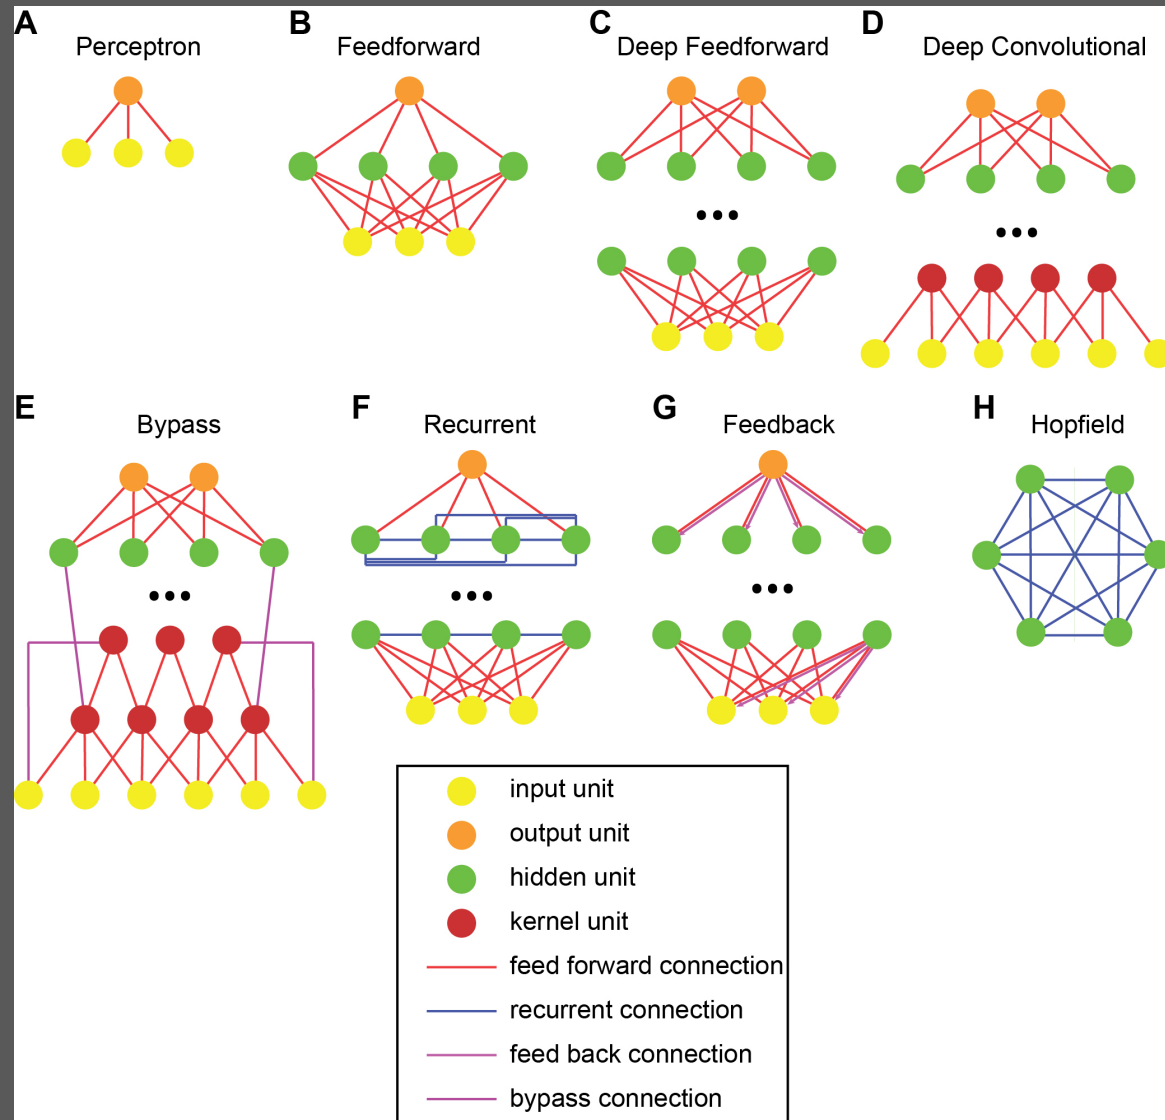 A
Perceptron
B
Feedforward
C
Deep Feedforward
D
Deep Convolutional
E
Bypass
F
Recurrent
G
Feedback
H
Hopfield
input unit
output unit
hidden unit
kernel unit
feed forward connection
recurrent connection
feed back connection
bypass connection